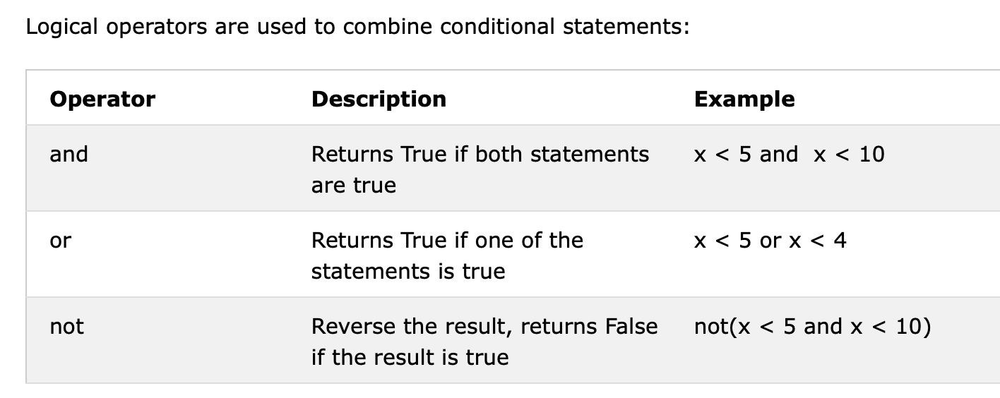 Logical operators are used to combine conditional statements:
Operator Description Example
and Returns True if both statements x < 5 and  x < 10
are true
or Returns True if one of the x < 5 or x < 4
statements is true
not Reverse the result, returns False not(x < 5 and x < 10)
if the result is true